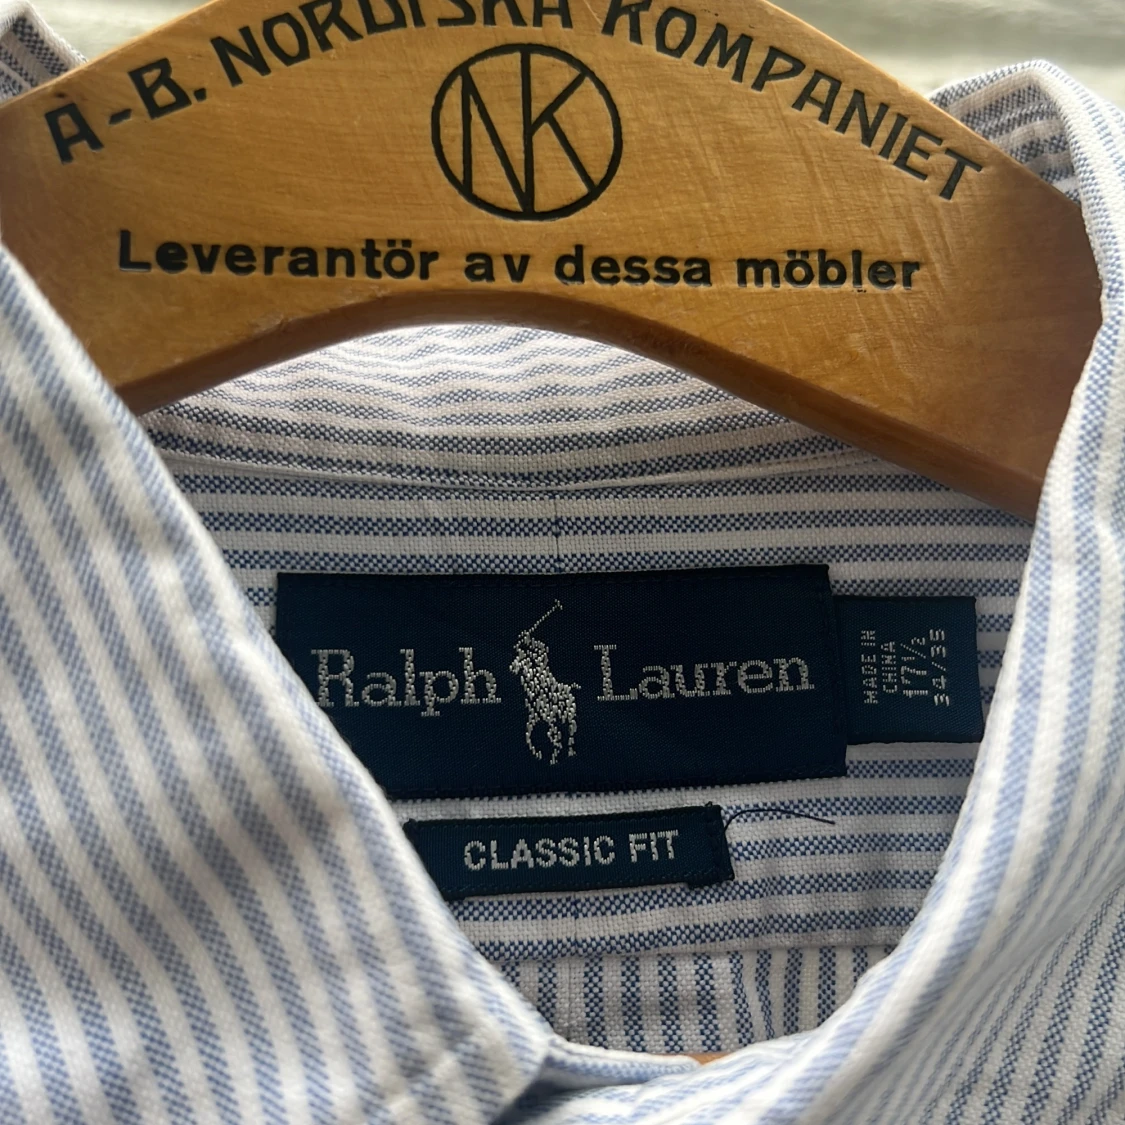 A-B. NORDISKA KOMPANIET
NK
Leverantör av dessa möbler
Ralph Lauren
MADE IN
CHINA
17 1/2
34/35
CLASSIC FIT